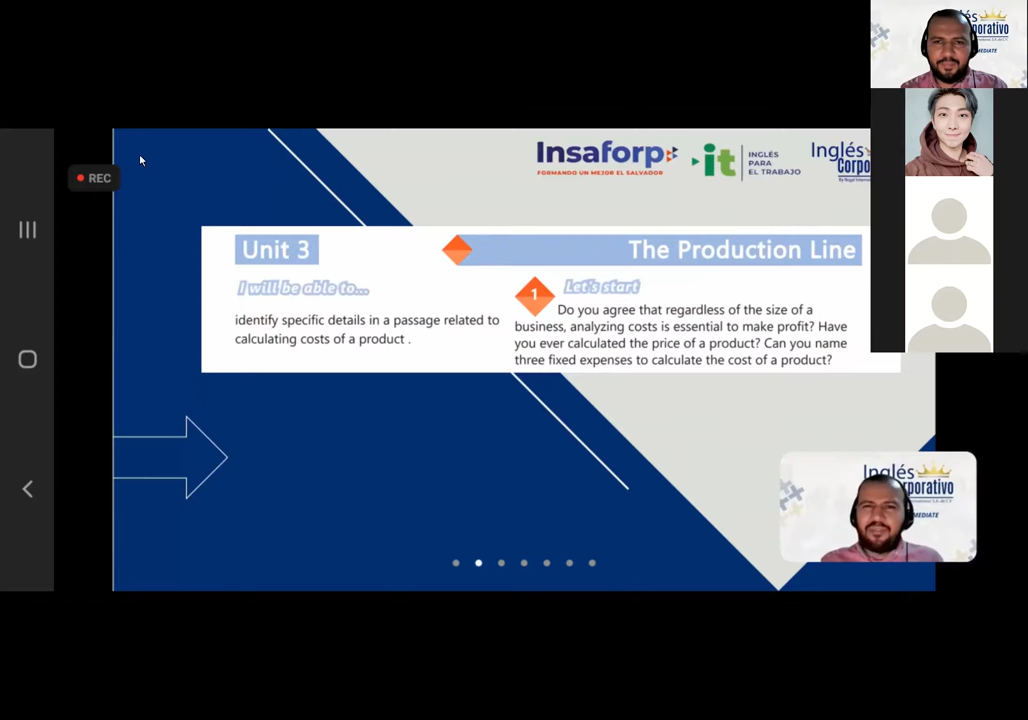 Insaforp
FORMANDO UN MEJOR EL SALVADOR
it
INGLÉS
PARA
EL TRABAJO
Inglés
Corpo
REC
Unit 3
The Production Line
I will be able to...
identify specific details in a passage related to
calculating costs of a product .
1
Let's start
Do you agree that regardless of the size of a
business, analyzing costs is essential to make profit? Have
you ever calculated the price of a product? Can you name
three fixed expenses to calculate the cost of a product?
Inglés
rporativo
MEDIATE